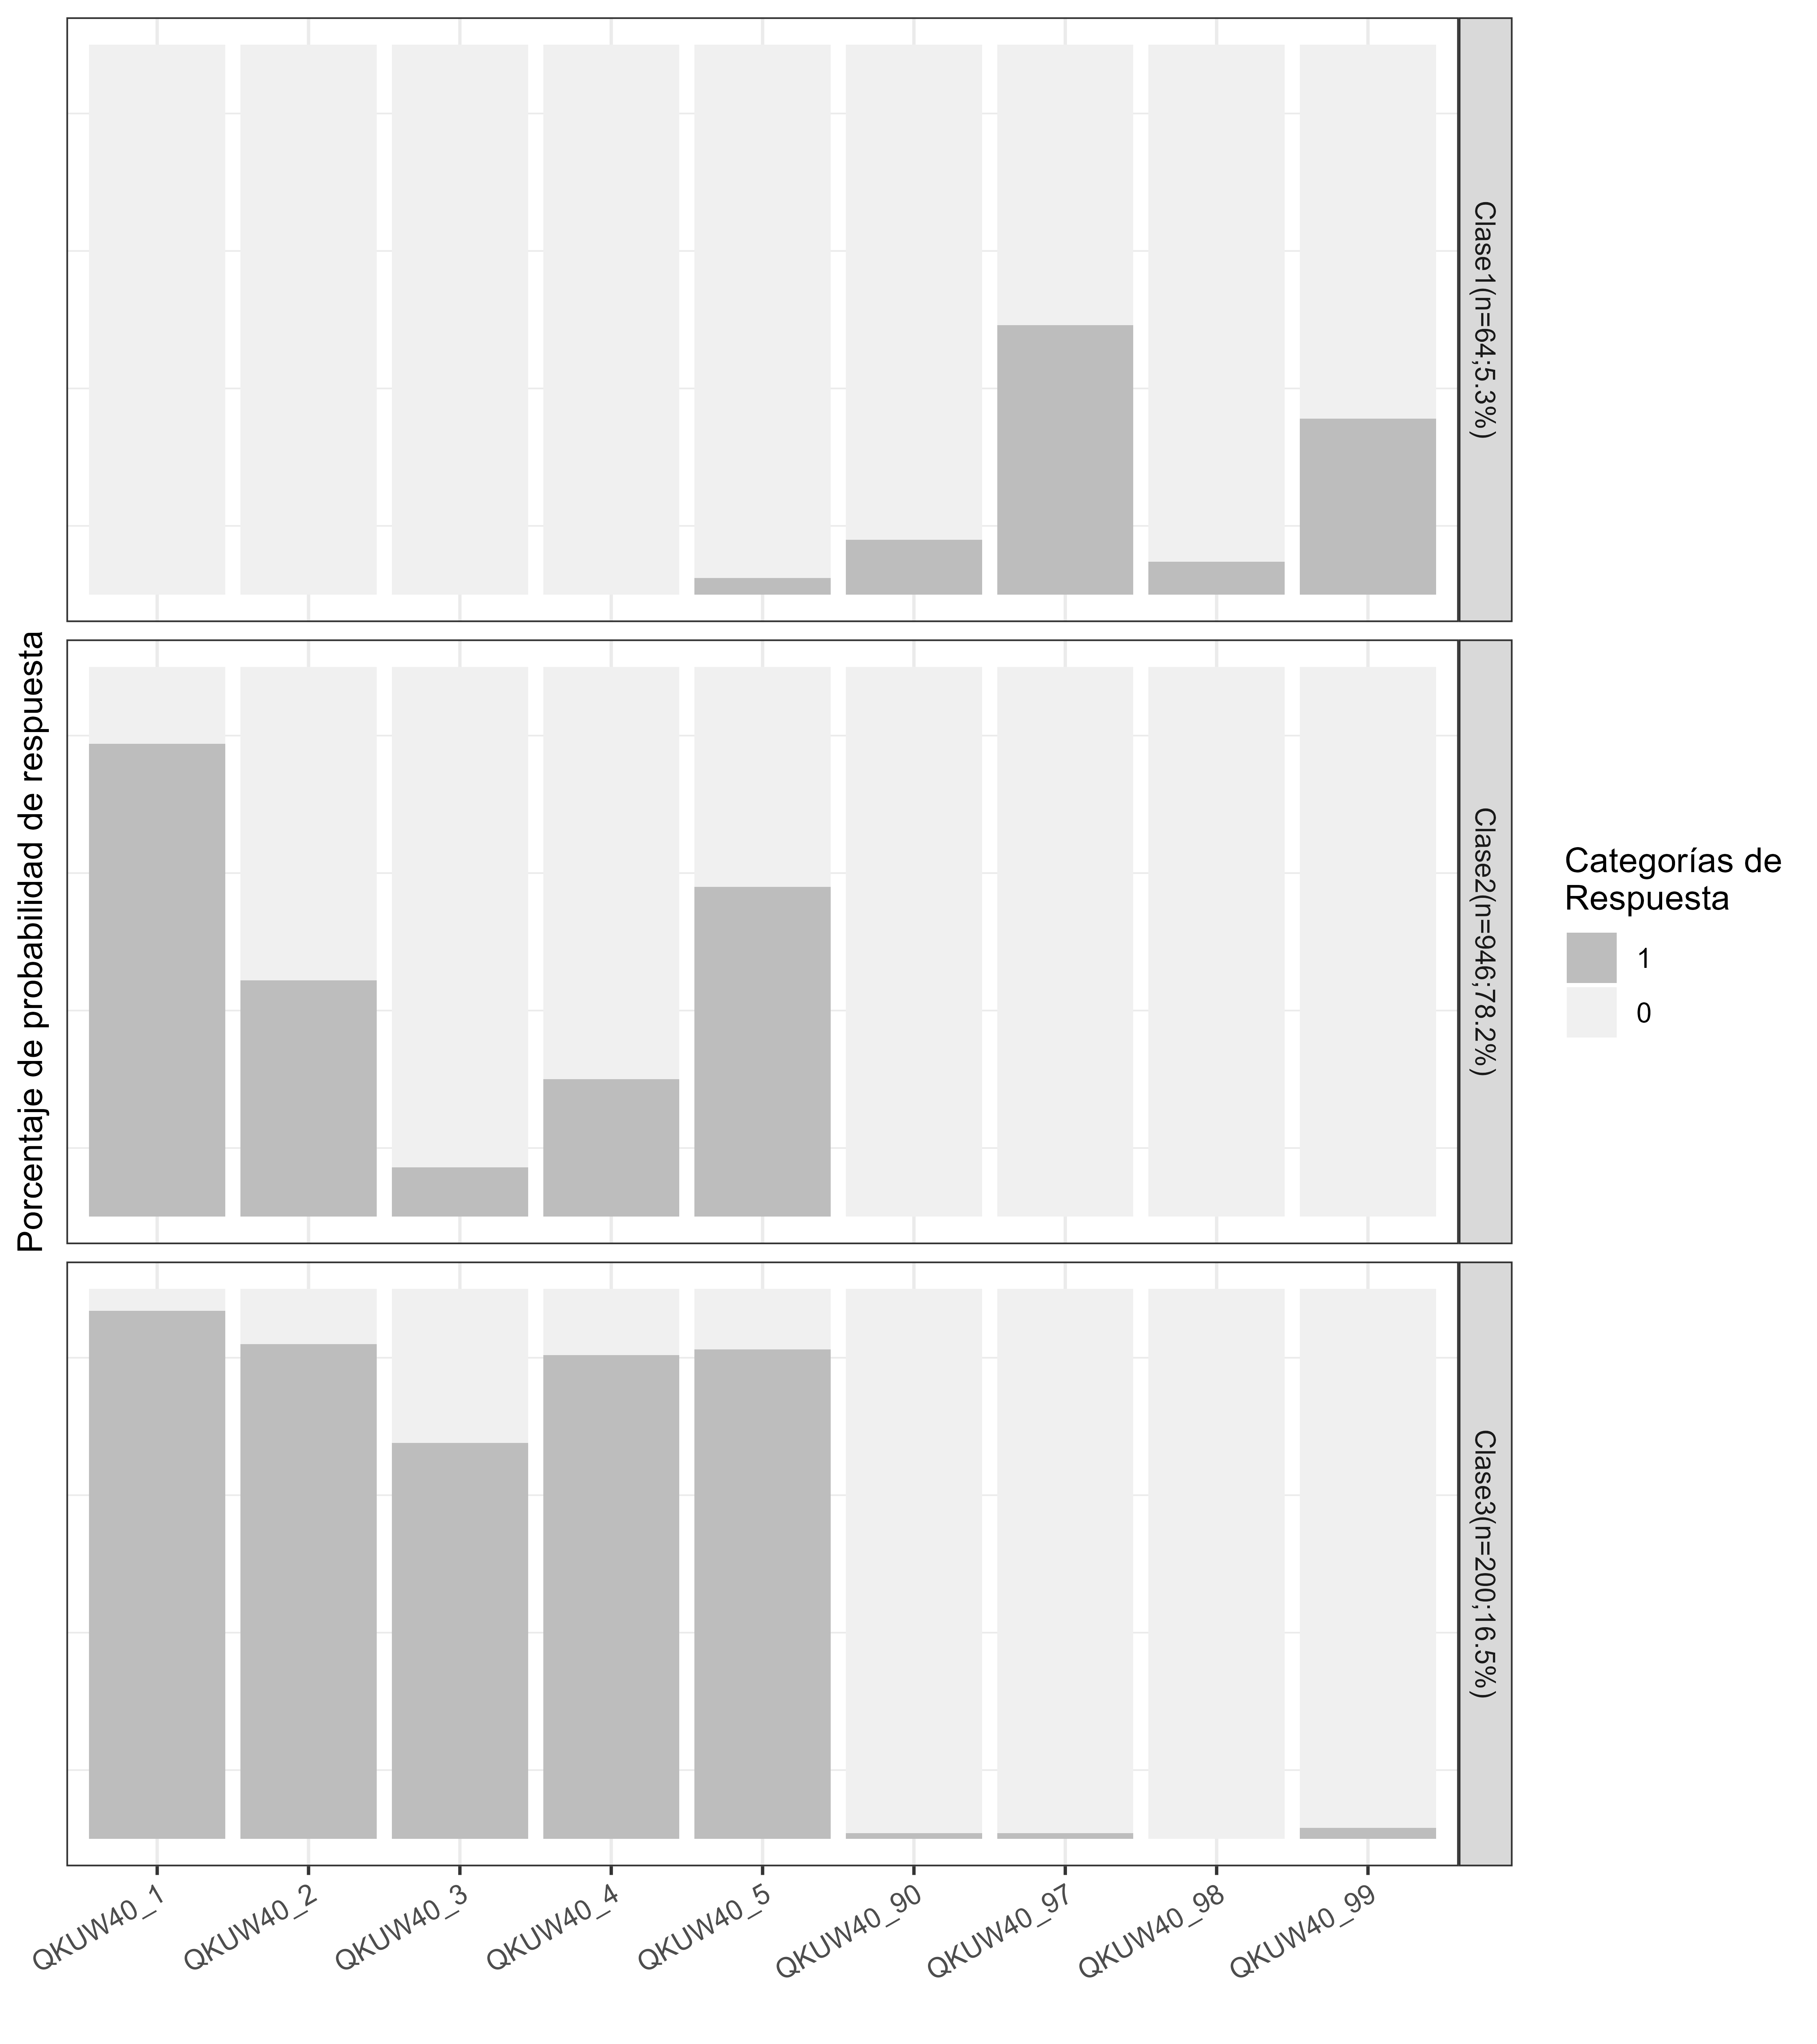 Porcentaje de probabilidad de respuesta
Clase1(n=64;5.3%)
Clase2(n=946;78.2%)
Clase3(n=200;16.5%)
QKUW40_1
QKUW40_2
QKUW40_3
QKUW40_4
QKUW40_5
QKUW40_90
QKUW40_97
QKUW40_98
QKUW40_99
Categorías de
Respuesta
1
0